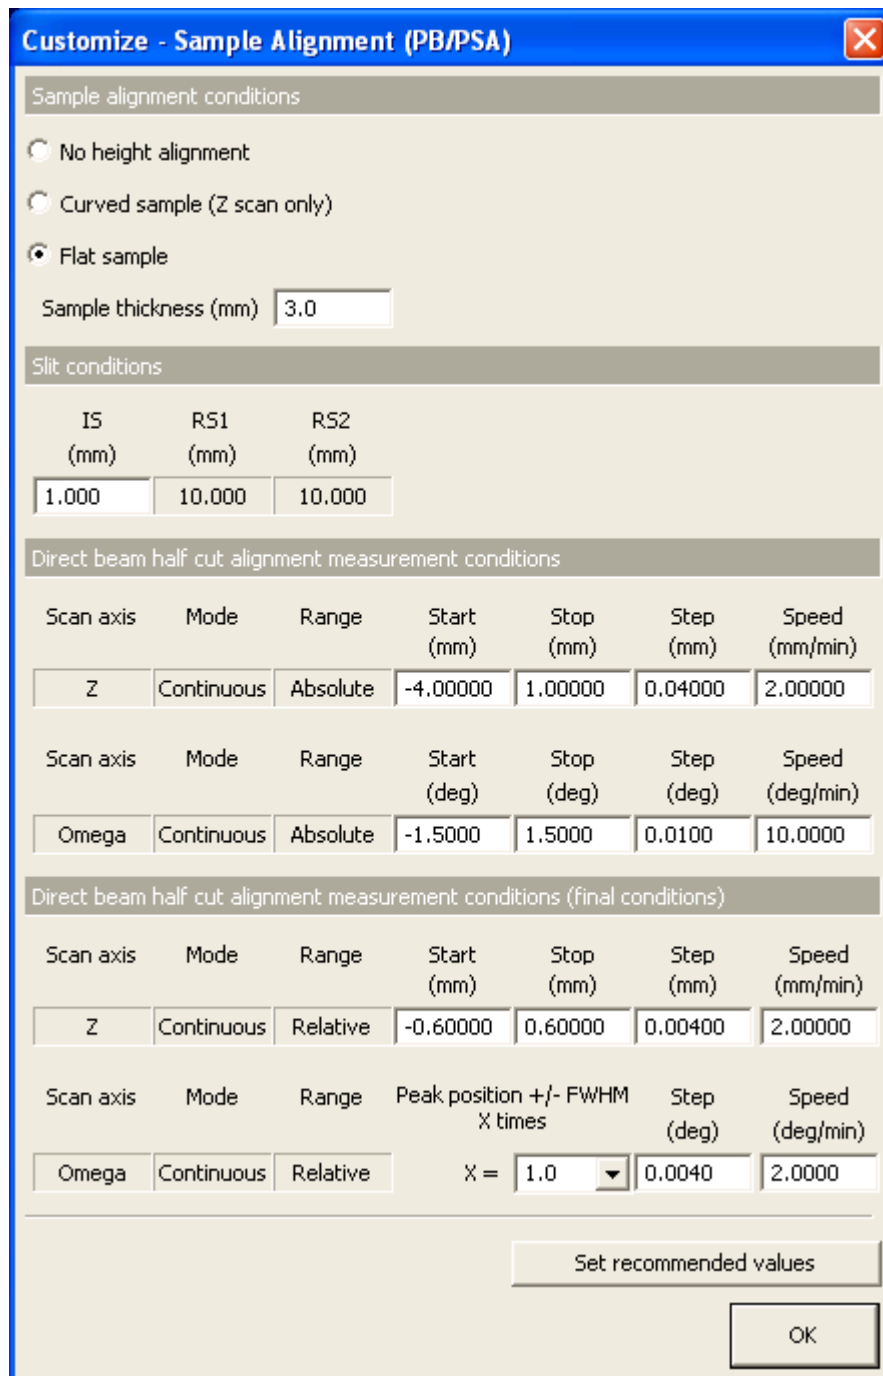 Customize - Sample Alignment (PB/PSA)
Sample alignment conditions
No height alignment
Curved sample (Z scan only)
Flat sample
Sample thickness (mm) 3.0
Slit conditions
IS RS1 RS2
(mm) (mm) (mm)
1.000 10.000 10.000
Direct beam half cut alignment measurement conditions
Scan axis Mode Range Start Stop Step Speed
(mm) (mm) (mm) (mm/min)
Z Continuous Absolute -4.00000 1.00000 0.04000 2.00000
Scan axis Mode Range Start Stop Step Speed
(deg) (deg) (deg) (deg/min)
Omega Continuous Absolute -1.5000 1.5000 0.0100 10.0000
Direct beam half cut alignment measurement conditions (final conditions)
Scan axis Mode Range Start Stop Step Speed
(mm) (mm) (mm) (mm/min)
Z Continuous Relative -0.60000 0.60000 0.00400 2.00000
Scan axis Mode Range Peak position +/- FWHM Step Speed
X times (deg) (deg/min)
Omega Continuous Relative X = 1.0 0.0040 2.0000
Set recommended values
OK